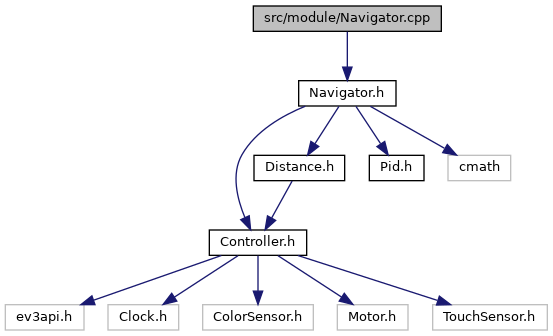 src/module/Navigator.cpp
Navigator.h
Distance.h
Pid.h
cmath
Controller.h
ev3api.h
Clock.h
ColorSensor.h
Motor.h
TouchSensor.h